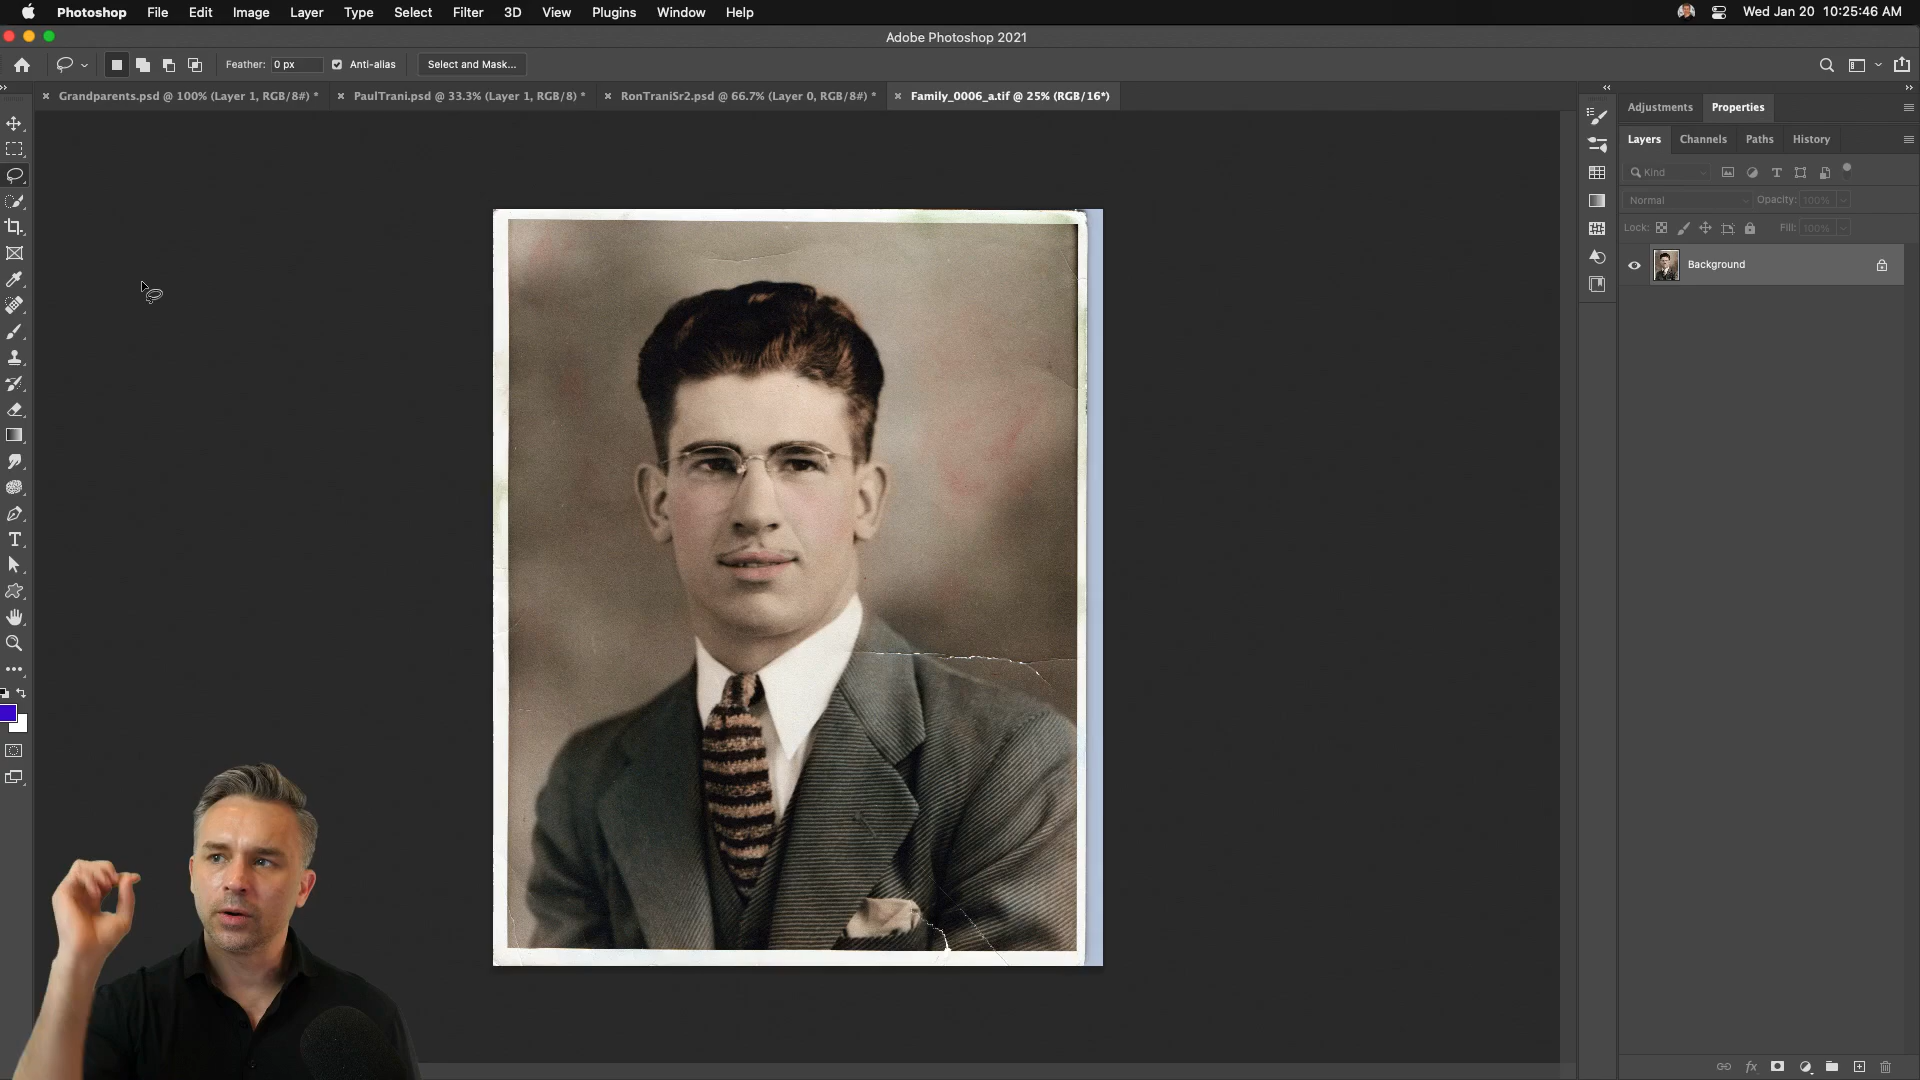 Photoshop File Edit Image Layer Type Select Filter 3D View Plugins Window Help Wed Jan 20 10:25:46 AM
Adobe Photoshop 2021
Feather: 0 px Anti-alias Select and Mask...
Grandparents.psd @ 100% (Layer 1, RGB/8#) * PaulTrani.psd @ 33.3% (Layer 1, RGB/8) * RonTraniSr2.psd @ 66.7% (Layer 0, RGB/8#) * Family_0006_a.tif @ 25% (RGB/16*)
Adjustments Properties
Layers Channels Paths History
Kind
Normal Opacity: 100%
Lock: Fill: 100%
Background